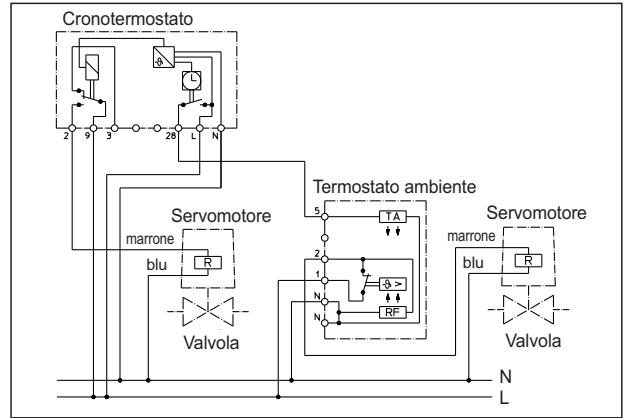 Cronotermostato
ϑ
2 9 3 28 L N
Termostato ambiente
Servomotore
marrone
R
blu
Valvola
5
TA
2
1
ϑ >
N
RF
N
Servomotore
marrone
R
blu
Valvola
N
L